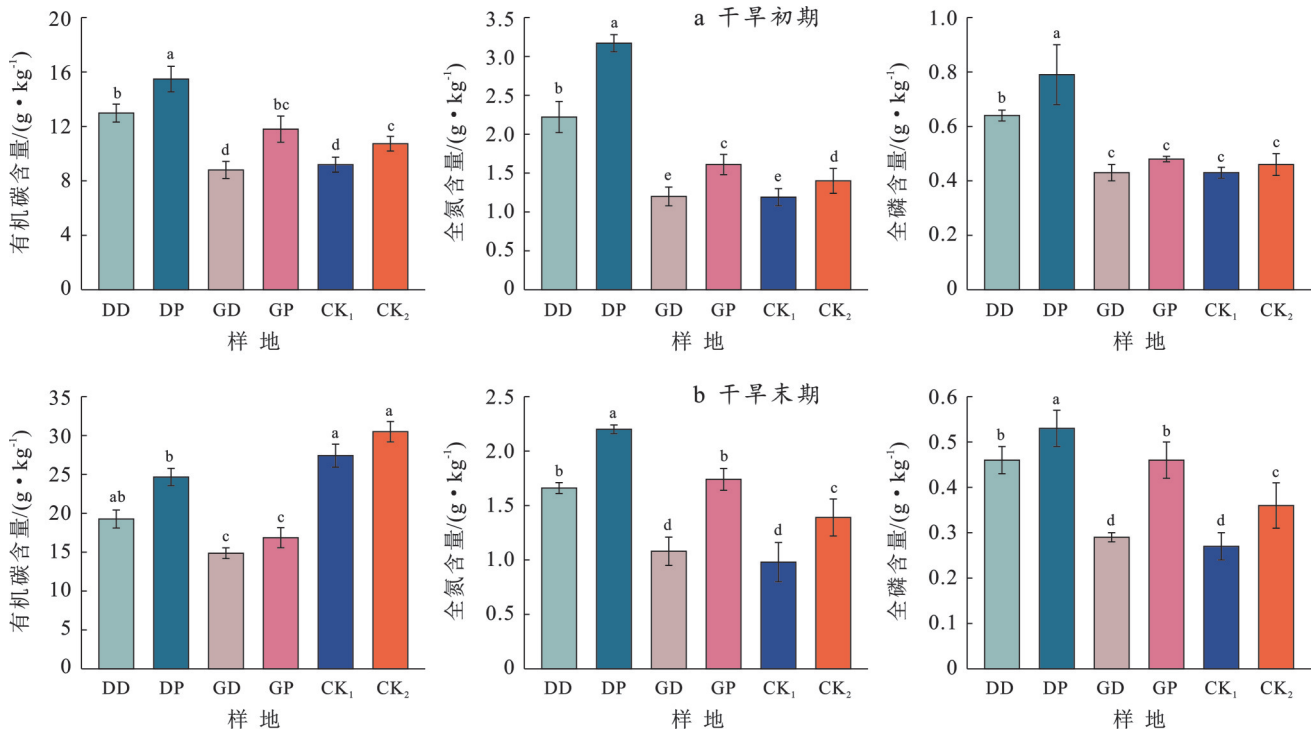 a 干旱初期
有机碳含量/(g•kg⁻¹)
20
16
12
8
4
0
b
a
d
bc
d
c
DD DP GD GP CK₁ CK₂
样 地
全氮含量/(g•kg⁻¹)
3.5
3.0
2.5
2.0
1.5
1.0
0.5
0
b
a
e
c
e
d
DD DP GD GP CK₁ CK₂
样 地
全磷含量/(g•kg⁻¹)
1.0
0.8
0.6
0.4
0.2
0
b
a
c
c
c
c
DD DP GD GP CK₁ CK₂
样 地
b 干旱末期
有机碳含量/(g•kg⁻¹)
35
30
25
20
15
10
5
0
ab
b
c
c
a
a
DD DP GD GP CK₁ CK₂
样 地
全氮含量/(g•kg⁻¹)
2.5
2.0
1.5
1.0
0.5
0
b
a
d
b
d
c
DD DP GD GP CK₁ CK₂
样 地
全磷含量/(g•kg⁻¹)
0.6
0.5
0.4
0.3
0.2
0.1
0
b
a
d
b
d
c
DD DP GD GP CK₁ CK₂
样 地